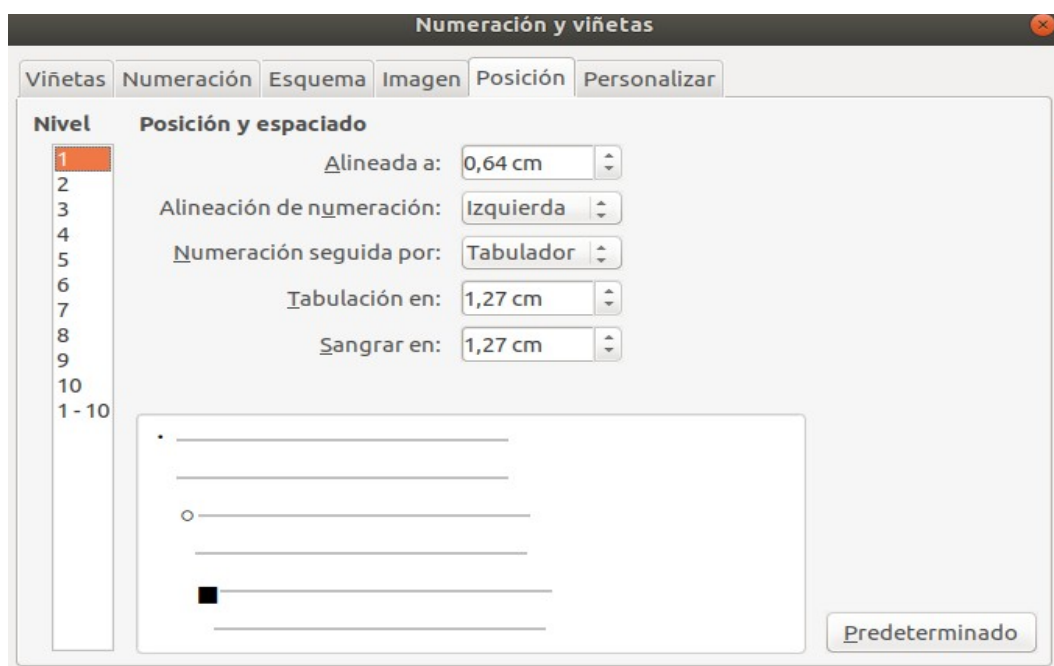 Numeración y viñetas
Viñetas Numeración Esquema Imagen Posición Personalizar
Nivel Posición y espaciado
1
2
3
4
5
6
7
8
9
10
1 - 10
Alineada a: 0,64 cm
Alineación de numeración: Izquierda
Numeración seguida por: Tabulador
Tabulación en: 1,27 cm
Sangrar en: 1,27 cm
Predeterminado